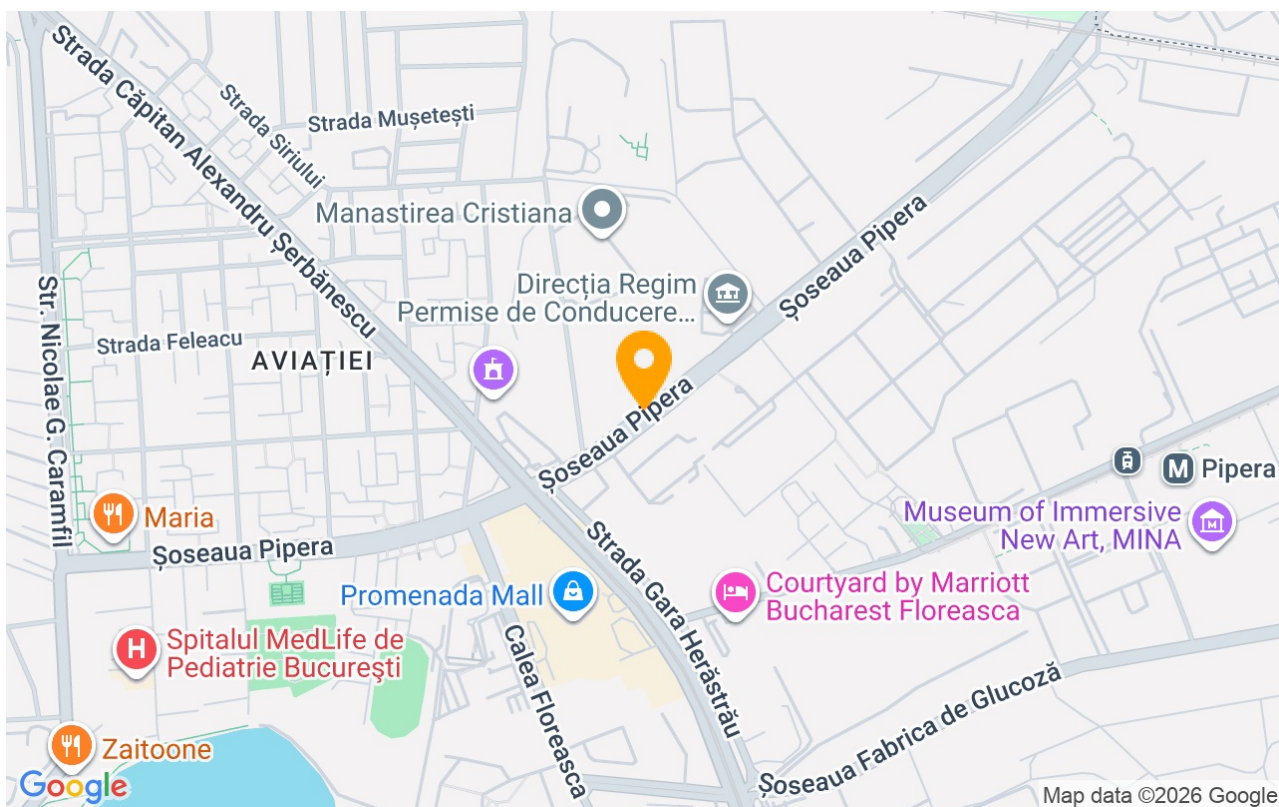 Strada Căpitan Alexandru Șerbănescu
Strada Siriului
Strada Mușetești
Manastirea Cristiana
Direcția Regim
Permise de Conducere...
Șoseaua Pipera
Str. Nicolae G. Caramfil
Strada Feleacu
AVIAȚIEI
Șoseaua Pipera
M
Pipera
Maria
Museum of Immersive
New Art, MINA
Șoseaua Pipera
Strada Gara Herăstrău
Promenada Mall
Courtyard by Marriott
Bucharest Floreasca
H
Spitalul MedLife de
Pediatrie București
Calea Floreasca
Șoseaua Fabrica de Glucoză
Zaitoone
Google
Map data ©2026 Google